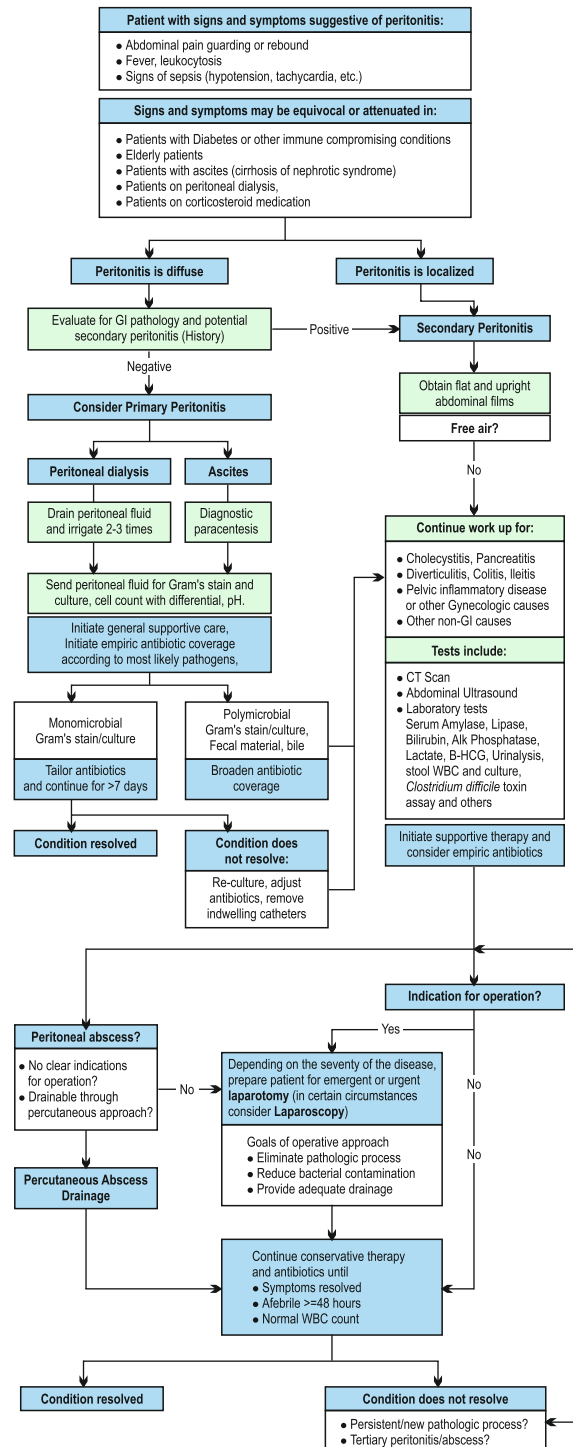 Patient with signs and symptoms suggestive of peritonitis:
● Abdominal pain guarding or rebound
● Fever, leukocytosis
● Signs of sepsis (hypotension, tachycardia, etc.)
Signs and symptoms may be equivocal or attenuated in:
● Patients with Diabetes or other immune compromising conditions
● Elderly patients
● Patients with ascites (cirrhosis of nephrotic syndrome)
● Patients on peritoneal dialysis,
● Patients on corticosteroid medication
Peritonitis is diffuse
Peritonitis is localized
Evaluate for GI pathology and potential
secondary peritonitis (History)
Positive
Secondary Peritonitis
Negative
Obtain flat and upright
abdominal films
Free air?
Consider Primary Peritonitis
No
Peritoneal dialysis
Ascites
Drain peritoneal fluid
and irrigate 2-3 times
Diagnostic
paracentesis
Send peritoneal fluid for Gram's stain and
culture, cell count with differential, pH.
Initiate general supportive care,
Initiate empiric antibiotic coverage
according to most likely pathogens,
Continue work up for:
● Cholecystitis, Pancreatitis
● Diverticulitis, Colitis, Ileitis
● Pelvic inflammatory disease
or other Gynecologic causes
● Other non-GI causes
Tests include:
● CT Scan
● Abdominal Ultrasound
● Laboratory tests
Serum Amylase, Lipase,
Bilirubin, Alk Phosphatase,
Lactate, B-HCG, Urinalysis,
stool WBC and culture,
Clostridium difficile toxin
assay and others
Monomicrobial
Gram's stain/culture
Polymicrobial
Gram's stain/culture,
Fecal material, bile
Tailor antibiotics
and continue for >7 days
Broaden antibiotic
coverage
Condition resolved
Condition does
not resolve:
Re-culture, adjust
antibiotics, remove
indwelling catheters
Initiate supportive therapy and
consider empiric antibiotics
Indication for operation?
Peritoneal abscess?
● No clear indications
for operation?
● Drainable through
percutaneous approach?
No
Yes
Depending on the severity of the disease,
prepare patient for emergent or urgent
laparotomy (in certain circumstances
consider Laparoscopy)
No
Goals of operative approach
● Eliminate pathologic process
● Reduce bacterial contamination
● Provide adequate drainage
No
Percutaneous Abscess
Drainage
Continue conservative therapy
and antibiotics until
● Symptoms resolved
● Afebrile >=48 hours
● Normal WBC count
Condition resolved
Condition does not resolve
● Persistent/new pathologic process?
● Tertiary peritonitis/abscess?